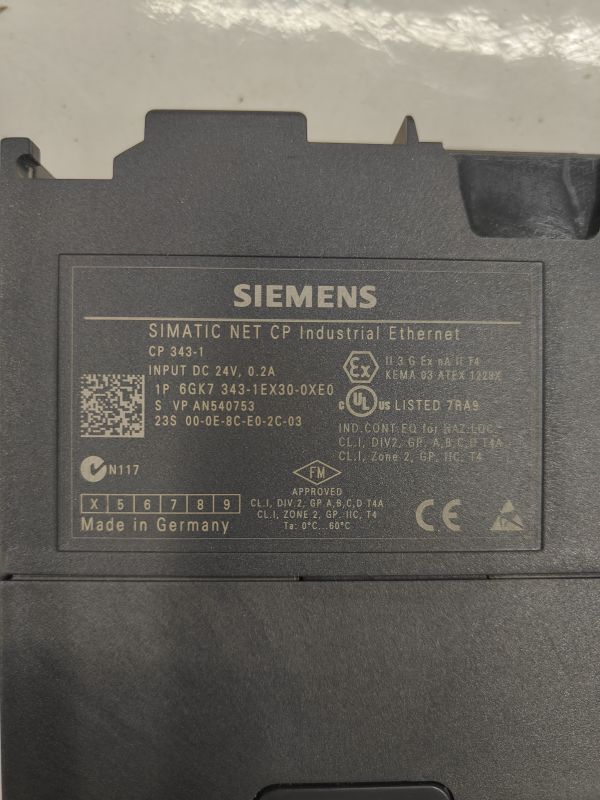 SIEMENS
SIMATIC NET CP Industrial Ethernet
CP 343-1
INPUT DC 24V, 0.2A
1P 6GK7 343-1EX30-0XE0
S VP AN540753
23S 00-0E-8C-E0-2C-03
Ex
II 3 G Ex nA II T4
KEMA 03 ATEX 1228X
c UL us LISTED 7RA9
IND.CONT.EQ for HAZ.LOC.
CL.I, DIV2, GP. A,B,C,D T4A
CL.I, Zone 2, GP. IIC, T4
N117
FM
APPROVED
CL.I, DIV.2, GP A,B,C,D T4A
CL.I, ZONE 2, GP. IIC, T4
Ta: 0°C...60°C
X 5 6 7 8 9
Made in Germany
CE